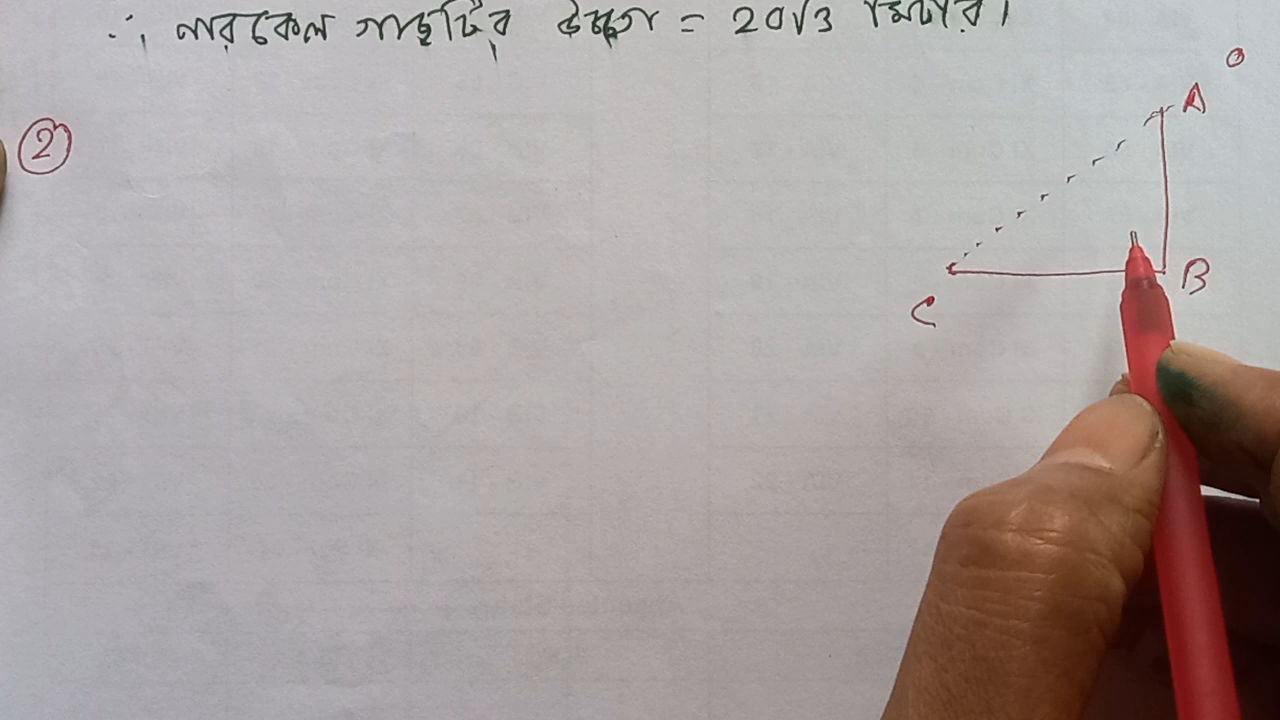 ∴ নারকেল গাছটির উচ্চতা = 20√3 মিটার।
②
A
B
C